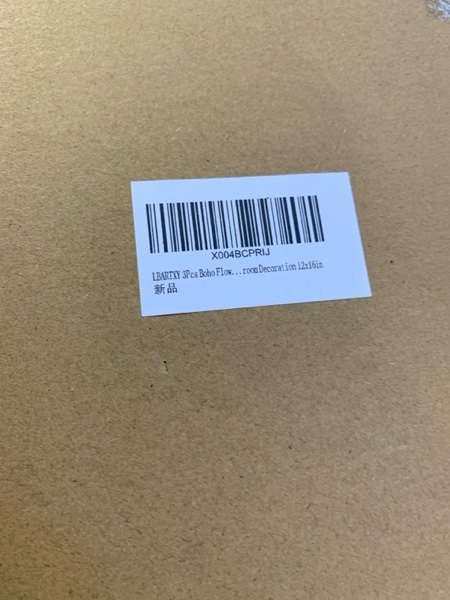 X004BCPRIJ
LBARTXY 3Pcs Boho Flow...room Decoration 12x16in
新品